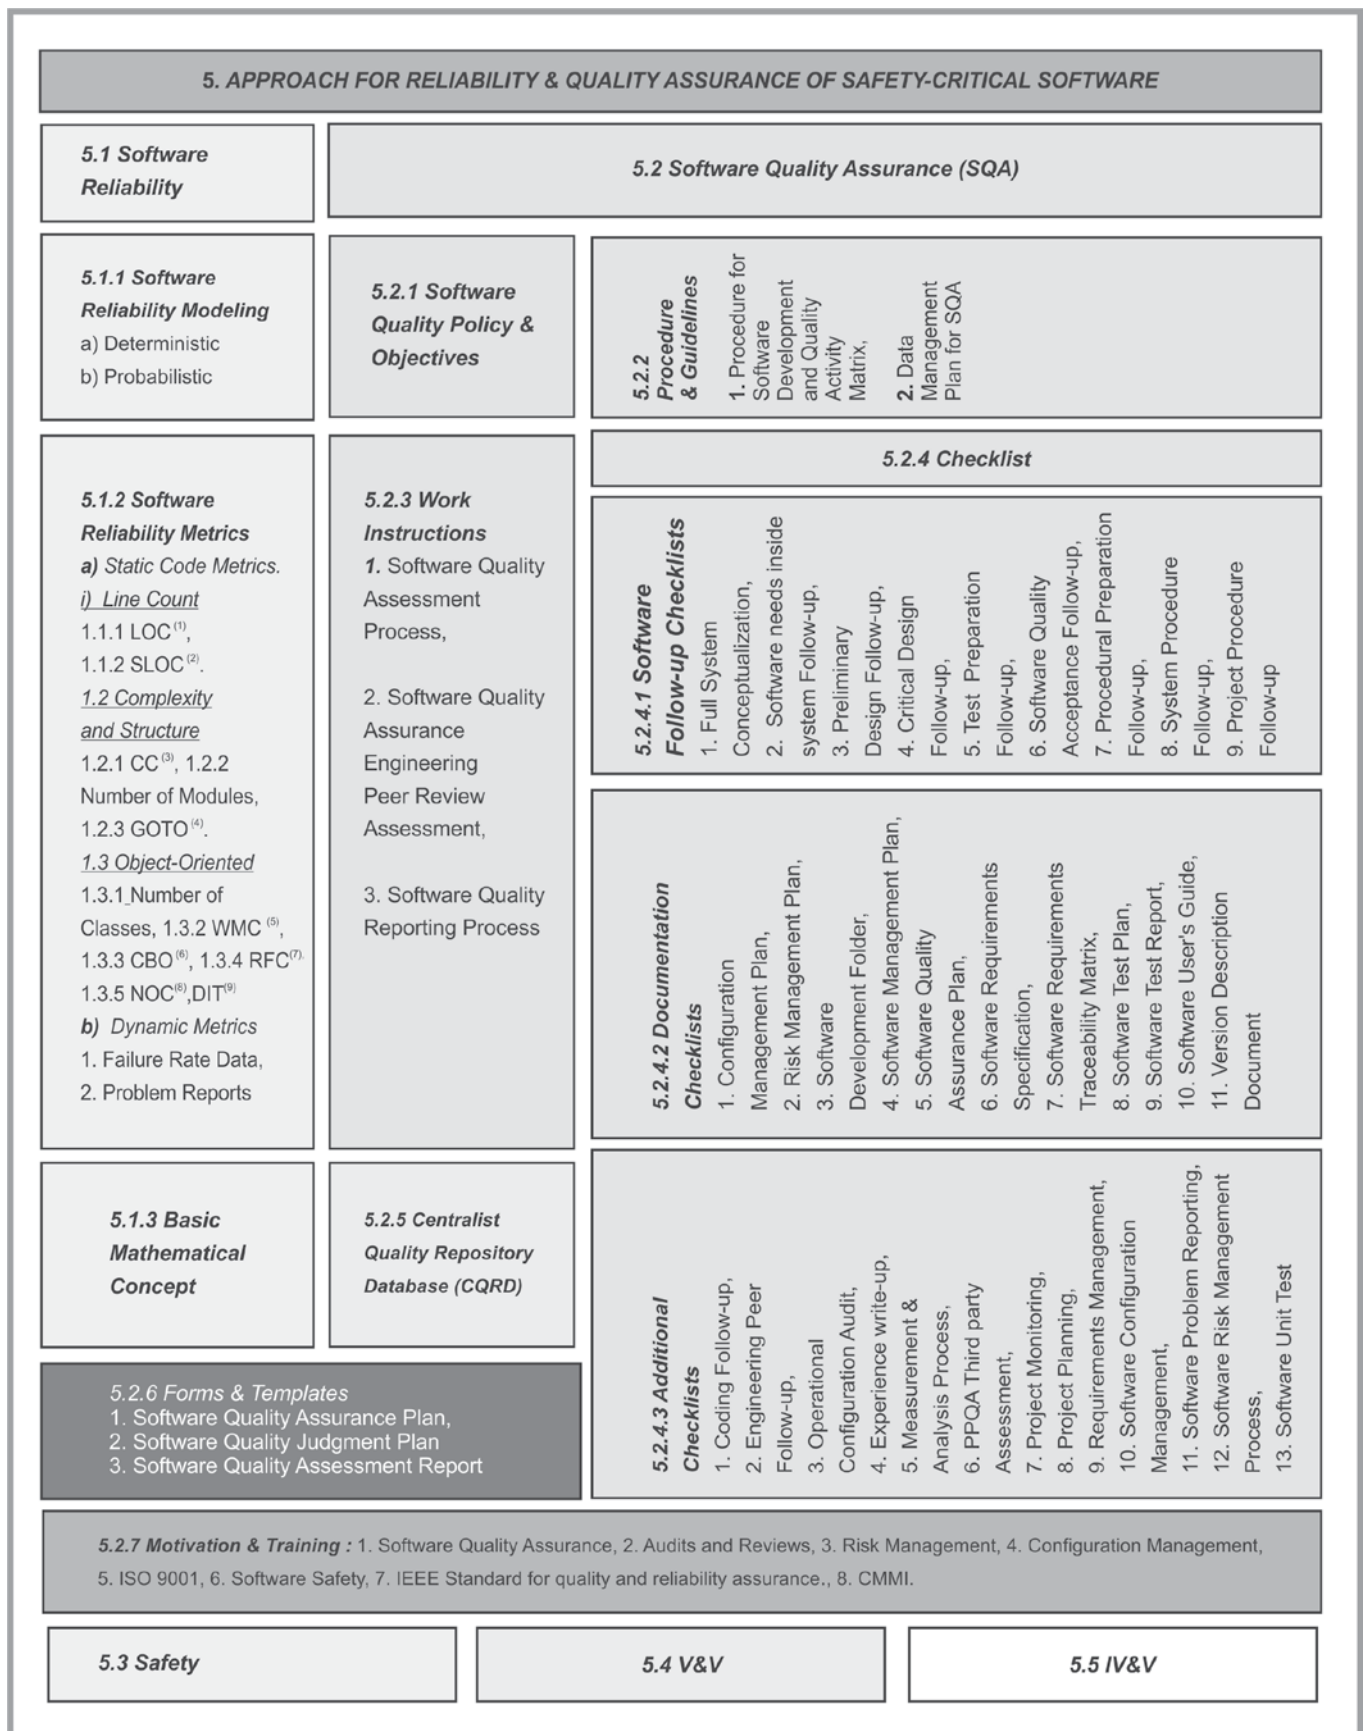 5. APPROACH FOR RELIABILITY & QUALITY ASSURANCE OF SAFETY-CRITICAL SOFTWARE
5.1 Software
Reliability
5.2 Software Quality Assurance (SQA)
5.1.1 Software
Reliability Modeling
a) Deterministic
b) Probabilistic
5.2.1 Software
Quality Policy &
Objectives
5.2.2
Procedure
& Guidelines
1. Procedure for
Software
Development
and Quality
Activity
Matrix,
2. Data
Management
Plan for SQA
5.1.2 Software
Reliability Metrics
a) Static Code Metrics.
i) Line Count
1.1.1 LOC (1),
1.1.2 SLOC (2).
1.2 Complexity
and Structure
1.2.1 CC (3), 1.2.2
Number of Modules,
1.2.3 GOTO (4).
1.3 Object-Oriented
1.3.1 Number of
Classes, 1.3.2 WMC (5),
1.3.3 CBO (6), 1.3.4 RFC(7).
1.3.5 NOC(8),DIT(9)
b) Dynamic Metrics
1. Failure Rate Data,
2. Problem Reports
5.2.3 Work
Instructions
1. Software Quality
Assessment
Process,
2. Software Quality
Assurance
Engineering
Peer Review
Assessment,
3. Software Quality
Reporting Process
5.2.4 Checklist
5.2.4.1 Software
Follow-up Checklists
1. Full System
Conceptualization,
2. Software needs inside
system Follow-up,
3. Preliminary
Design Follow-up,
4. Critical Design
Follow-up,
5. Test Preparation
Follow-up,
6. Software Quality
Acceptance Follow-up,
7. Procedural Preparation
Follow-up,
8. System Procedure
Follow-up,
9. Project Procedure
Follow-up
5.2.4.2 Documentation
Checklists
1. Configuration
Management Plan,
2. Risk Management Plan,
3. Software
Development Folder,
4. Software Management Plan,
5. Software Quality
Assurance Plan,
6. Software Requirements
Specification,
7. Software Requirements
Traceability Matrix,
8. Software Test Plan,
9. Software Test Report,
10. Software User's Guide,
11. Version Description
Document
5.1.3 Basic
Mathematical
Concept
5.2.5 Centralist
Quality Repository
Database (CQRD)
5.2.4.3 Additional
Checklists
1. Coding Follow-up,
2. Engineering Peer
Follow-up,
3. Operational
Configuration Audit,
4. Experience write-up,
5. Measurement &
Analysis Process,
6. PPQA Third party
Assessment,
7. Project Monitoring,
8. Project Planning,
9. Requirements Management,
10. Software Configuration
Management,
11. Software Problem Reporting,
12. Software Risk Management
Process,
13. Software Unit Test
5.2.6 Forms & Templates
1. Software Quality Assurance Plan,
2. Software Quality Judgment Plan
3. Software Quality Assessment Report
5.2.7 Motivation & Training : 1. Software Quality Assurance, 2. Audits and Reviews, 3. Risk Management, 4. Configuration Management,
5. ISO 9001, 6. Software Safety, 7. IEEE Standard for quality and reliability assurance., 8. CMMI.
5.3 Safety
5.4 V&V
5.5 IV&V